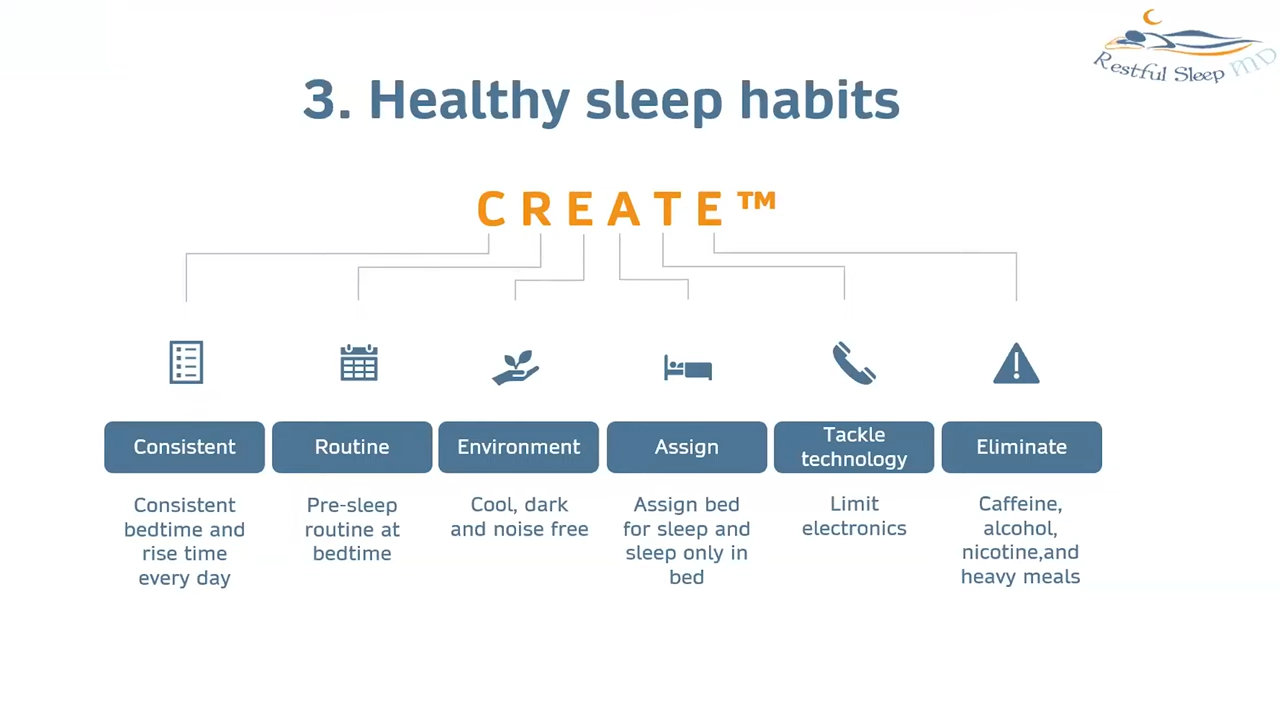 Restful Sleep MD
3. Healthy sleep habits
C R E A T E™
Consistent
Routine
Environment
Assign
Tackle
technology
Eliminate
Consistent
bedtime and
rise time
every day
Pre-sleep
routine at
bedtime
Cool, dark
and noise free
Assign bed
for sleep and
sleep only in
bed
Limit
electronics
Caffeine,
alcohol,
nicotine,and
heavy meals